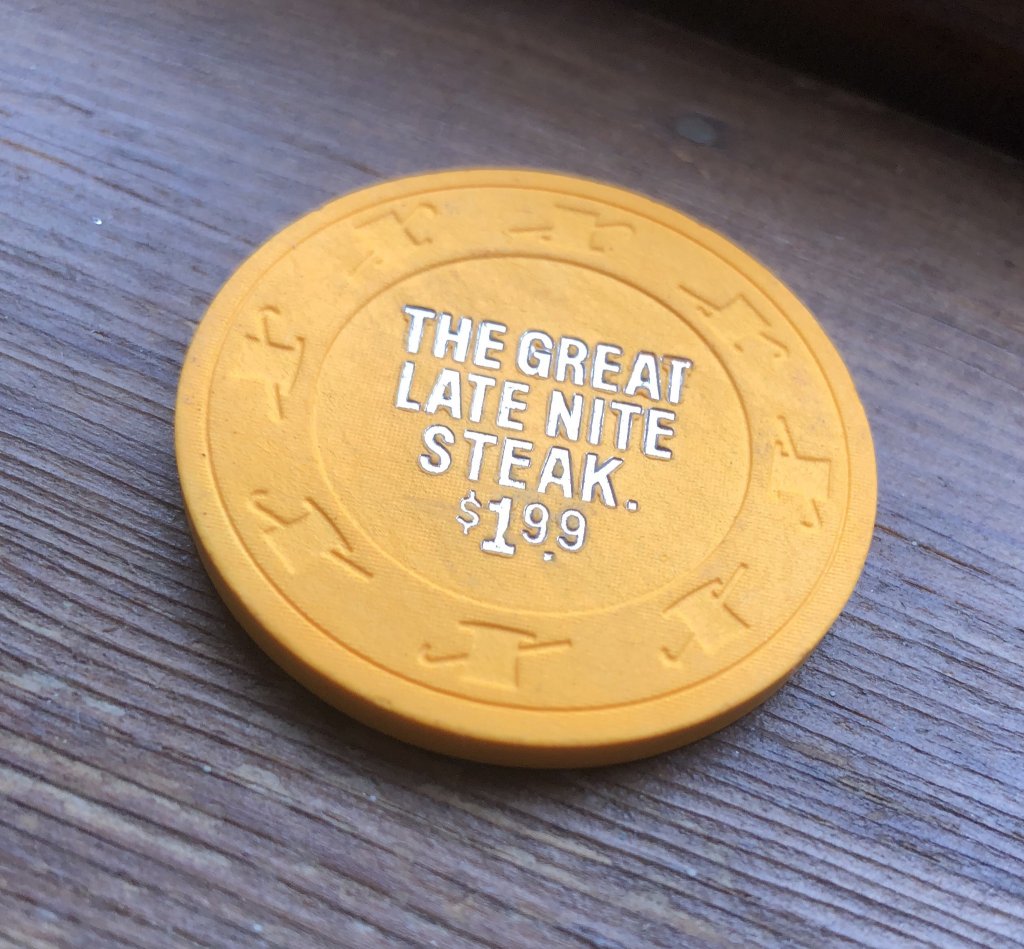 THE GREAT
LATE NITE
STEAK.
$1.99